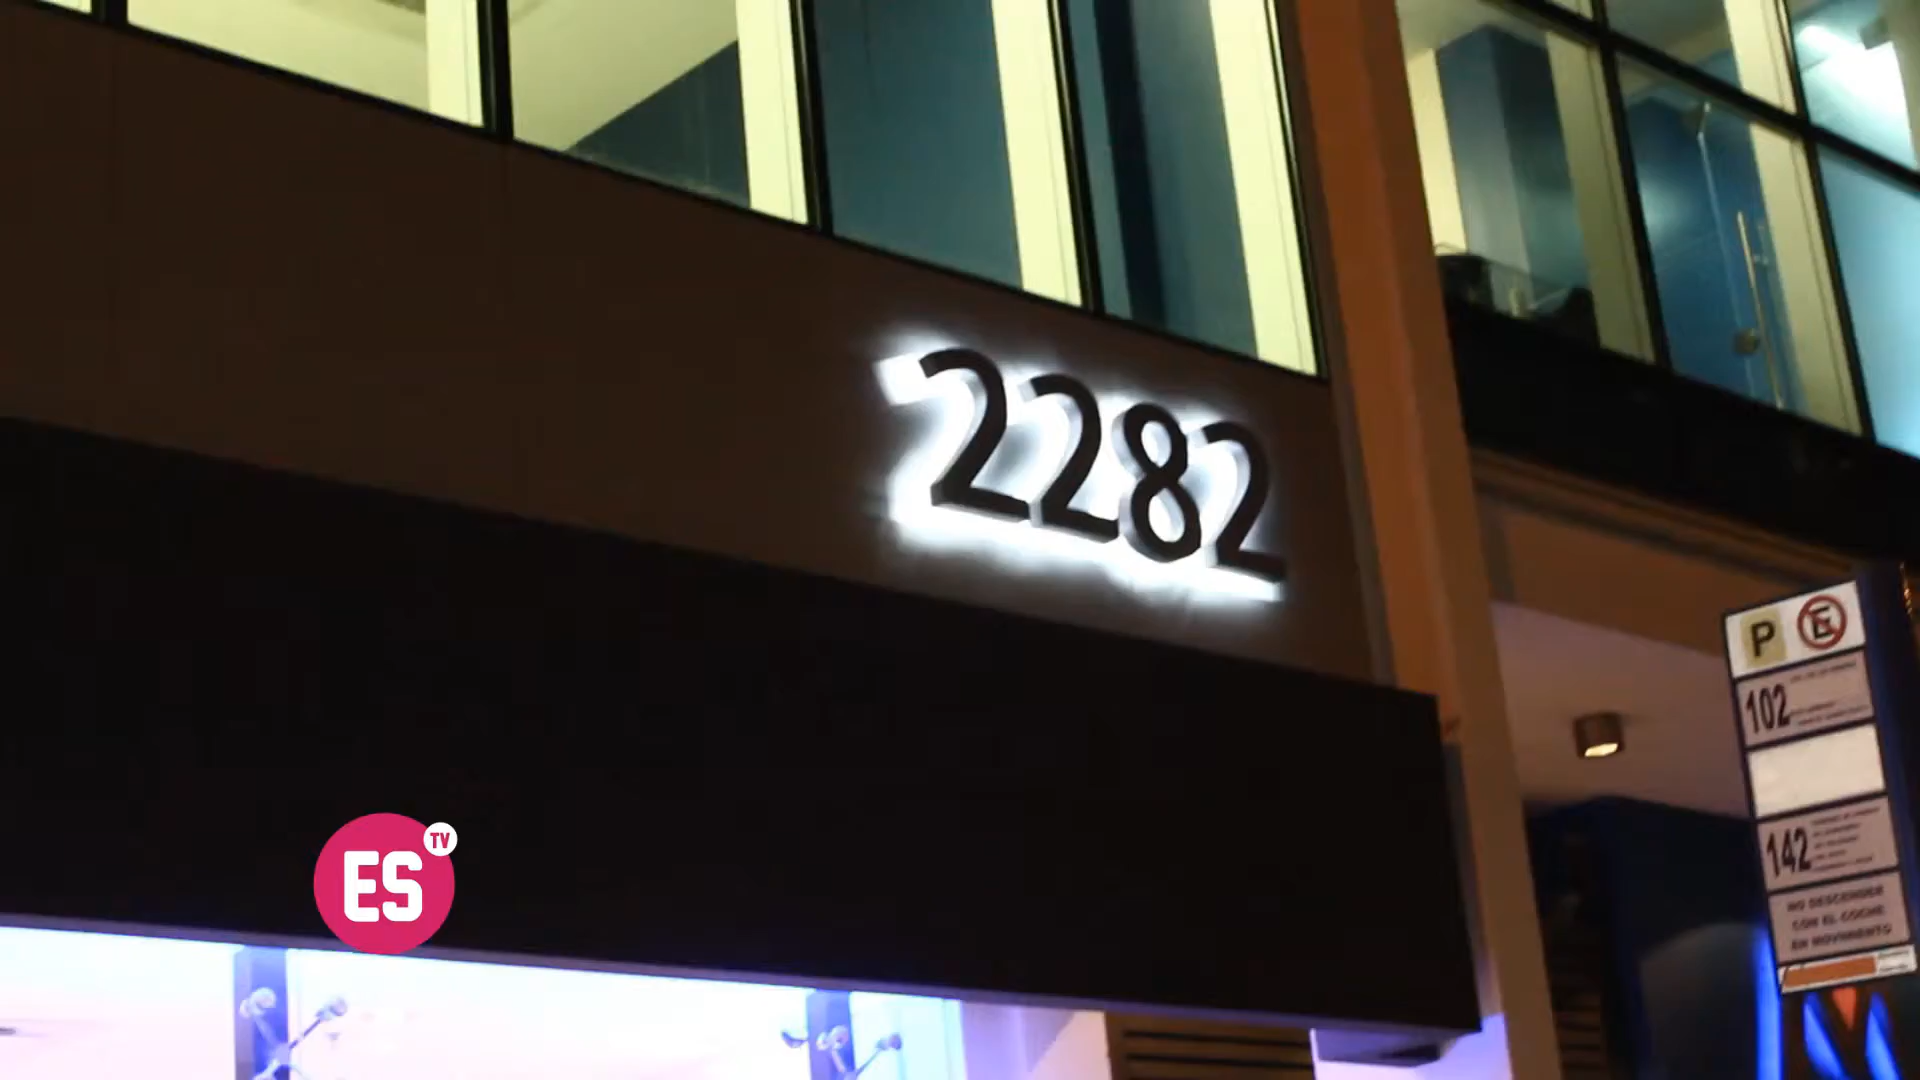 2282
P E
102
142
NO DESCENDER
CON EL COCHE
EN MOVIMIENTO
ES TV